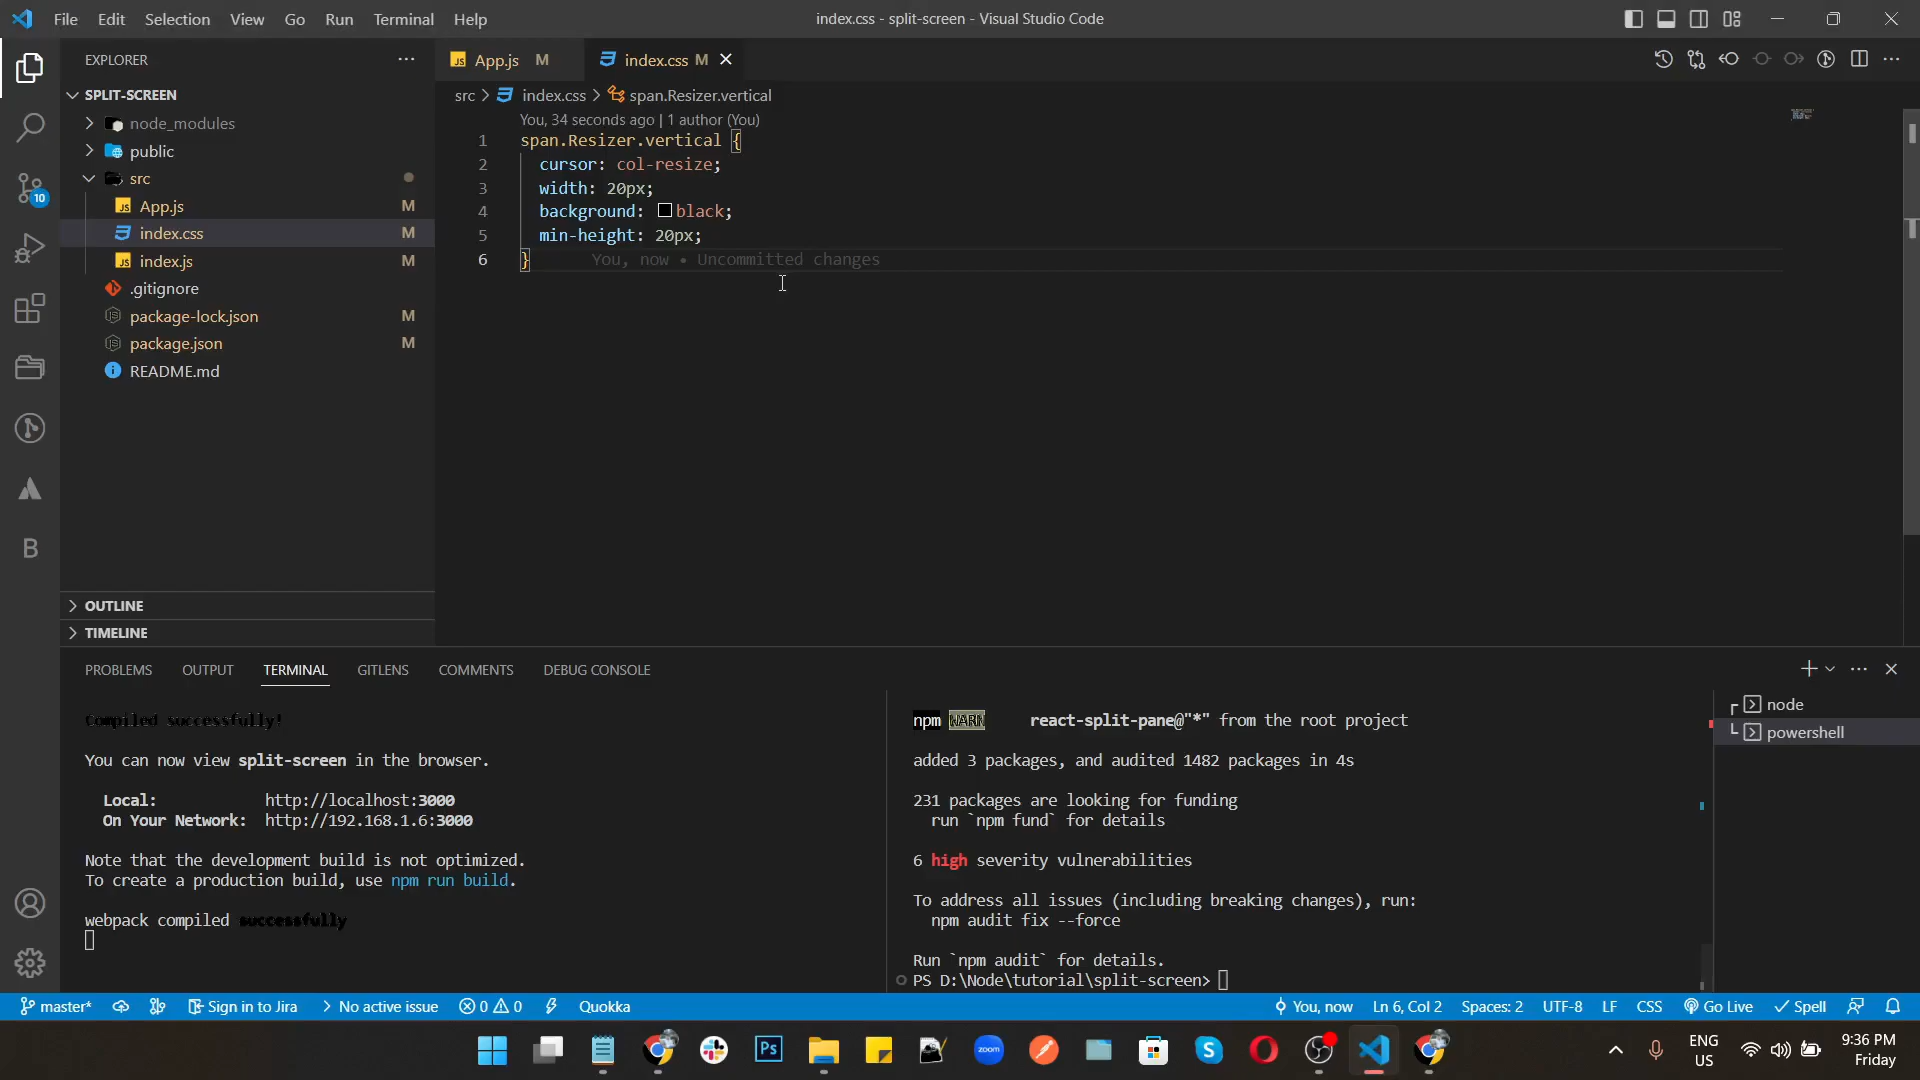 File Edit Selection View Go Run Terminal Help
index.css - split-screen - Visual Studio Code
EXPLORER
SPLIT-SCREEN
node_modules
public
src
App.js M
index.css M
index.js M
.gitignore
package-lock.json M
package.json M
README.md
OUTLINE
TIMELINE
10
B
App.js M
index.css M
src > index.css > span.Resizer.vertical
You, 34 seconds ago | 1 author (You)
1 span.Resizer.vertical {
2 cursor: col-resize;
3 width: 20px;
4 background: black;
5 min-height: 20px;
6 } You, now • Uncommitted changes
PROBLEMS OUTPUT TERMINAL GITLENS COMMENTS DEBUG CONSOLE
Compiled successfully!
You can now view split-screen in the browser.
Local: http://localhost:3000
On Your Network: http://192.168.1.6:3000
Note that the development build is not optimized.
To create a production build, use npm run build.
webpack compiled successfully
npm WARN react-split-pane@"*" from the root project
added 3 packages, and audited 1482 packages in 4s
231 packages are looking for funding
run `npm fund` for details
6 high severity vulnerabilities
To address all issues (including breaking changes), run:
npm audit fix --force
Run `npm audit` for details.
PS D:\Node\tutorial\split-screen>
node
powershell
master* Sign in to Jira No active issue 0 0 Quokka You, now Ln 6, Col 2 Spaces: 2 UTF-8 LF CSS Go Live Spell
Ps
zoom
ENG
US
9:36 PM
Friday